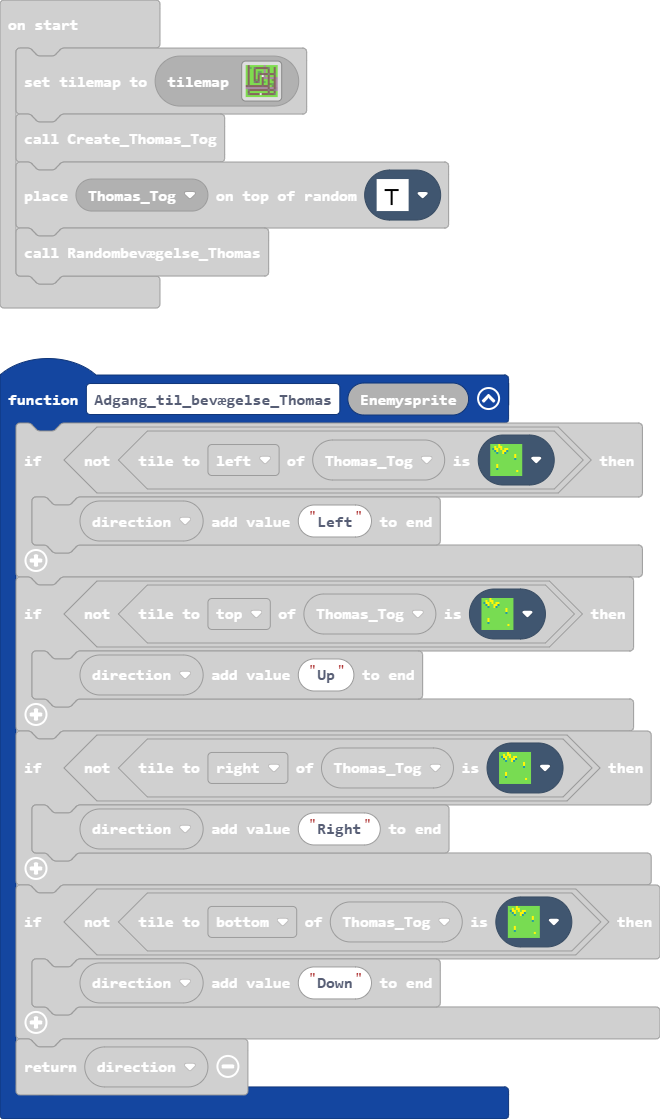 on start
set tilemap to tilemap
call Create_Thomas_Tog
place Thomas_Tog on top of random T
call Randombevægelse_Thomas
function Adgang_til_bevægelse_Thomas Enemysprite
if not tile to left of Thomas_Tog is then
direction add value "Left" to end
if not tile to top of Thomas_Tog is then
direction add value "Up" to end
if not tile to right of Thomas_Tog is then
direction add value "Right" to end
if not tile to bottom of Thomas_Tog is then
direction add value "Down" to end
return direction